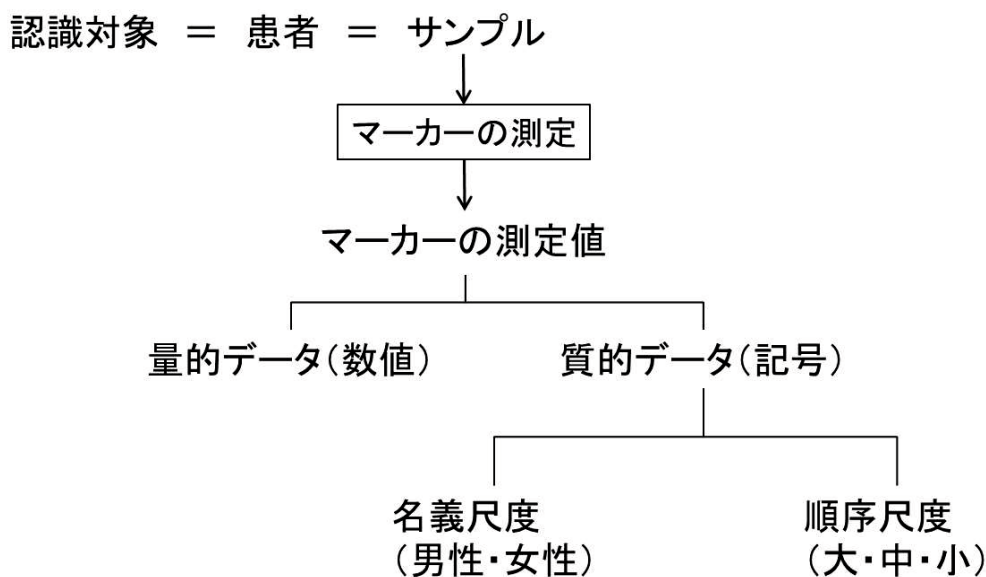 認識対象 = 患者 = サンプル
マーカーの測定
マーカーの測定値
量的データ(数値)
質的データ(記号)
名義尺度
(男性・女性)
順序尺度
(大・中・小)